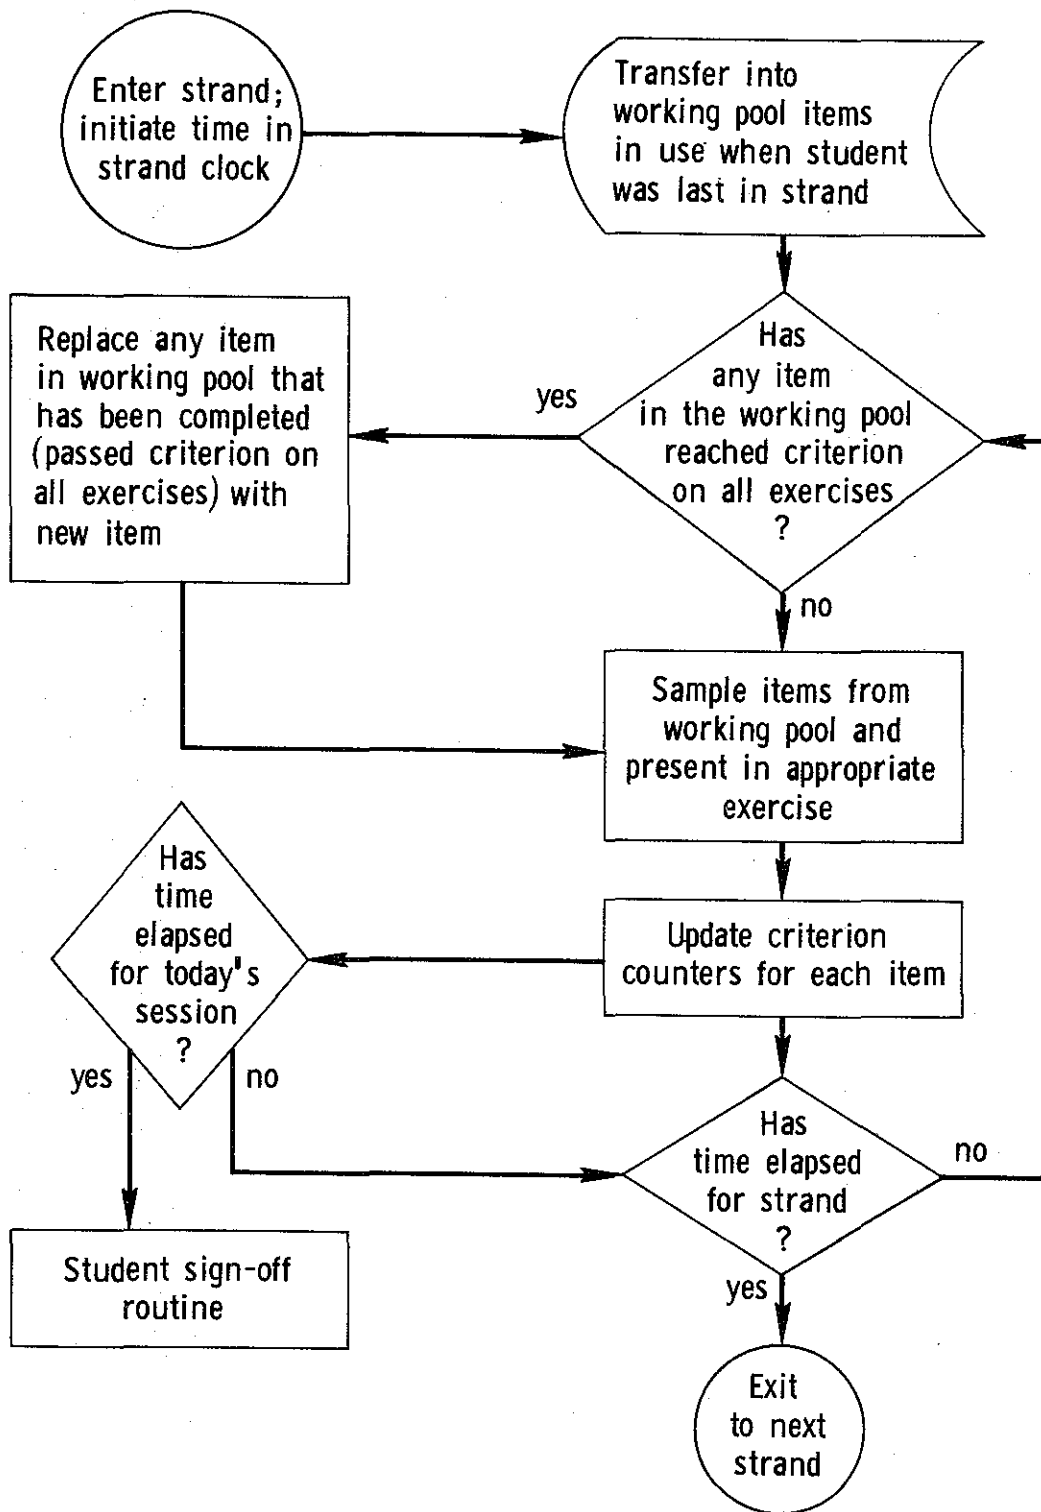 Enter strand;
initiate time in
strand clock
Transfer into
working pool items
in use when student
was last in strand
Has
any item
in the working pool
reached criterion
on all exercises
?
yes
no
Replace any item
in working pool that
has been completed
(passed criterion on
all exercises) with
new item
Sample items from
working pool and
present in appropriate
exercise
Update criterion
counters for each item
Has
time
elapsed
for today's
session
?
yes
no
Student sign-off
routine
Has
time elapsed
for strand
?
no
yes
Exit
to next
strand